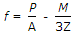 f = P/A - M/3Z